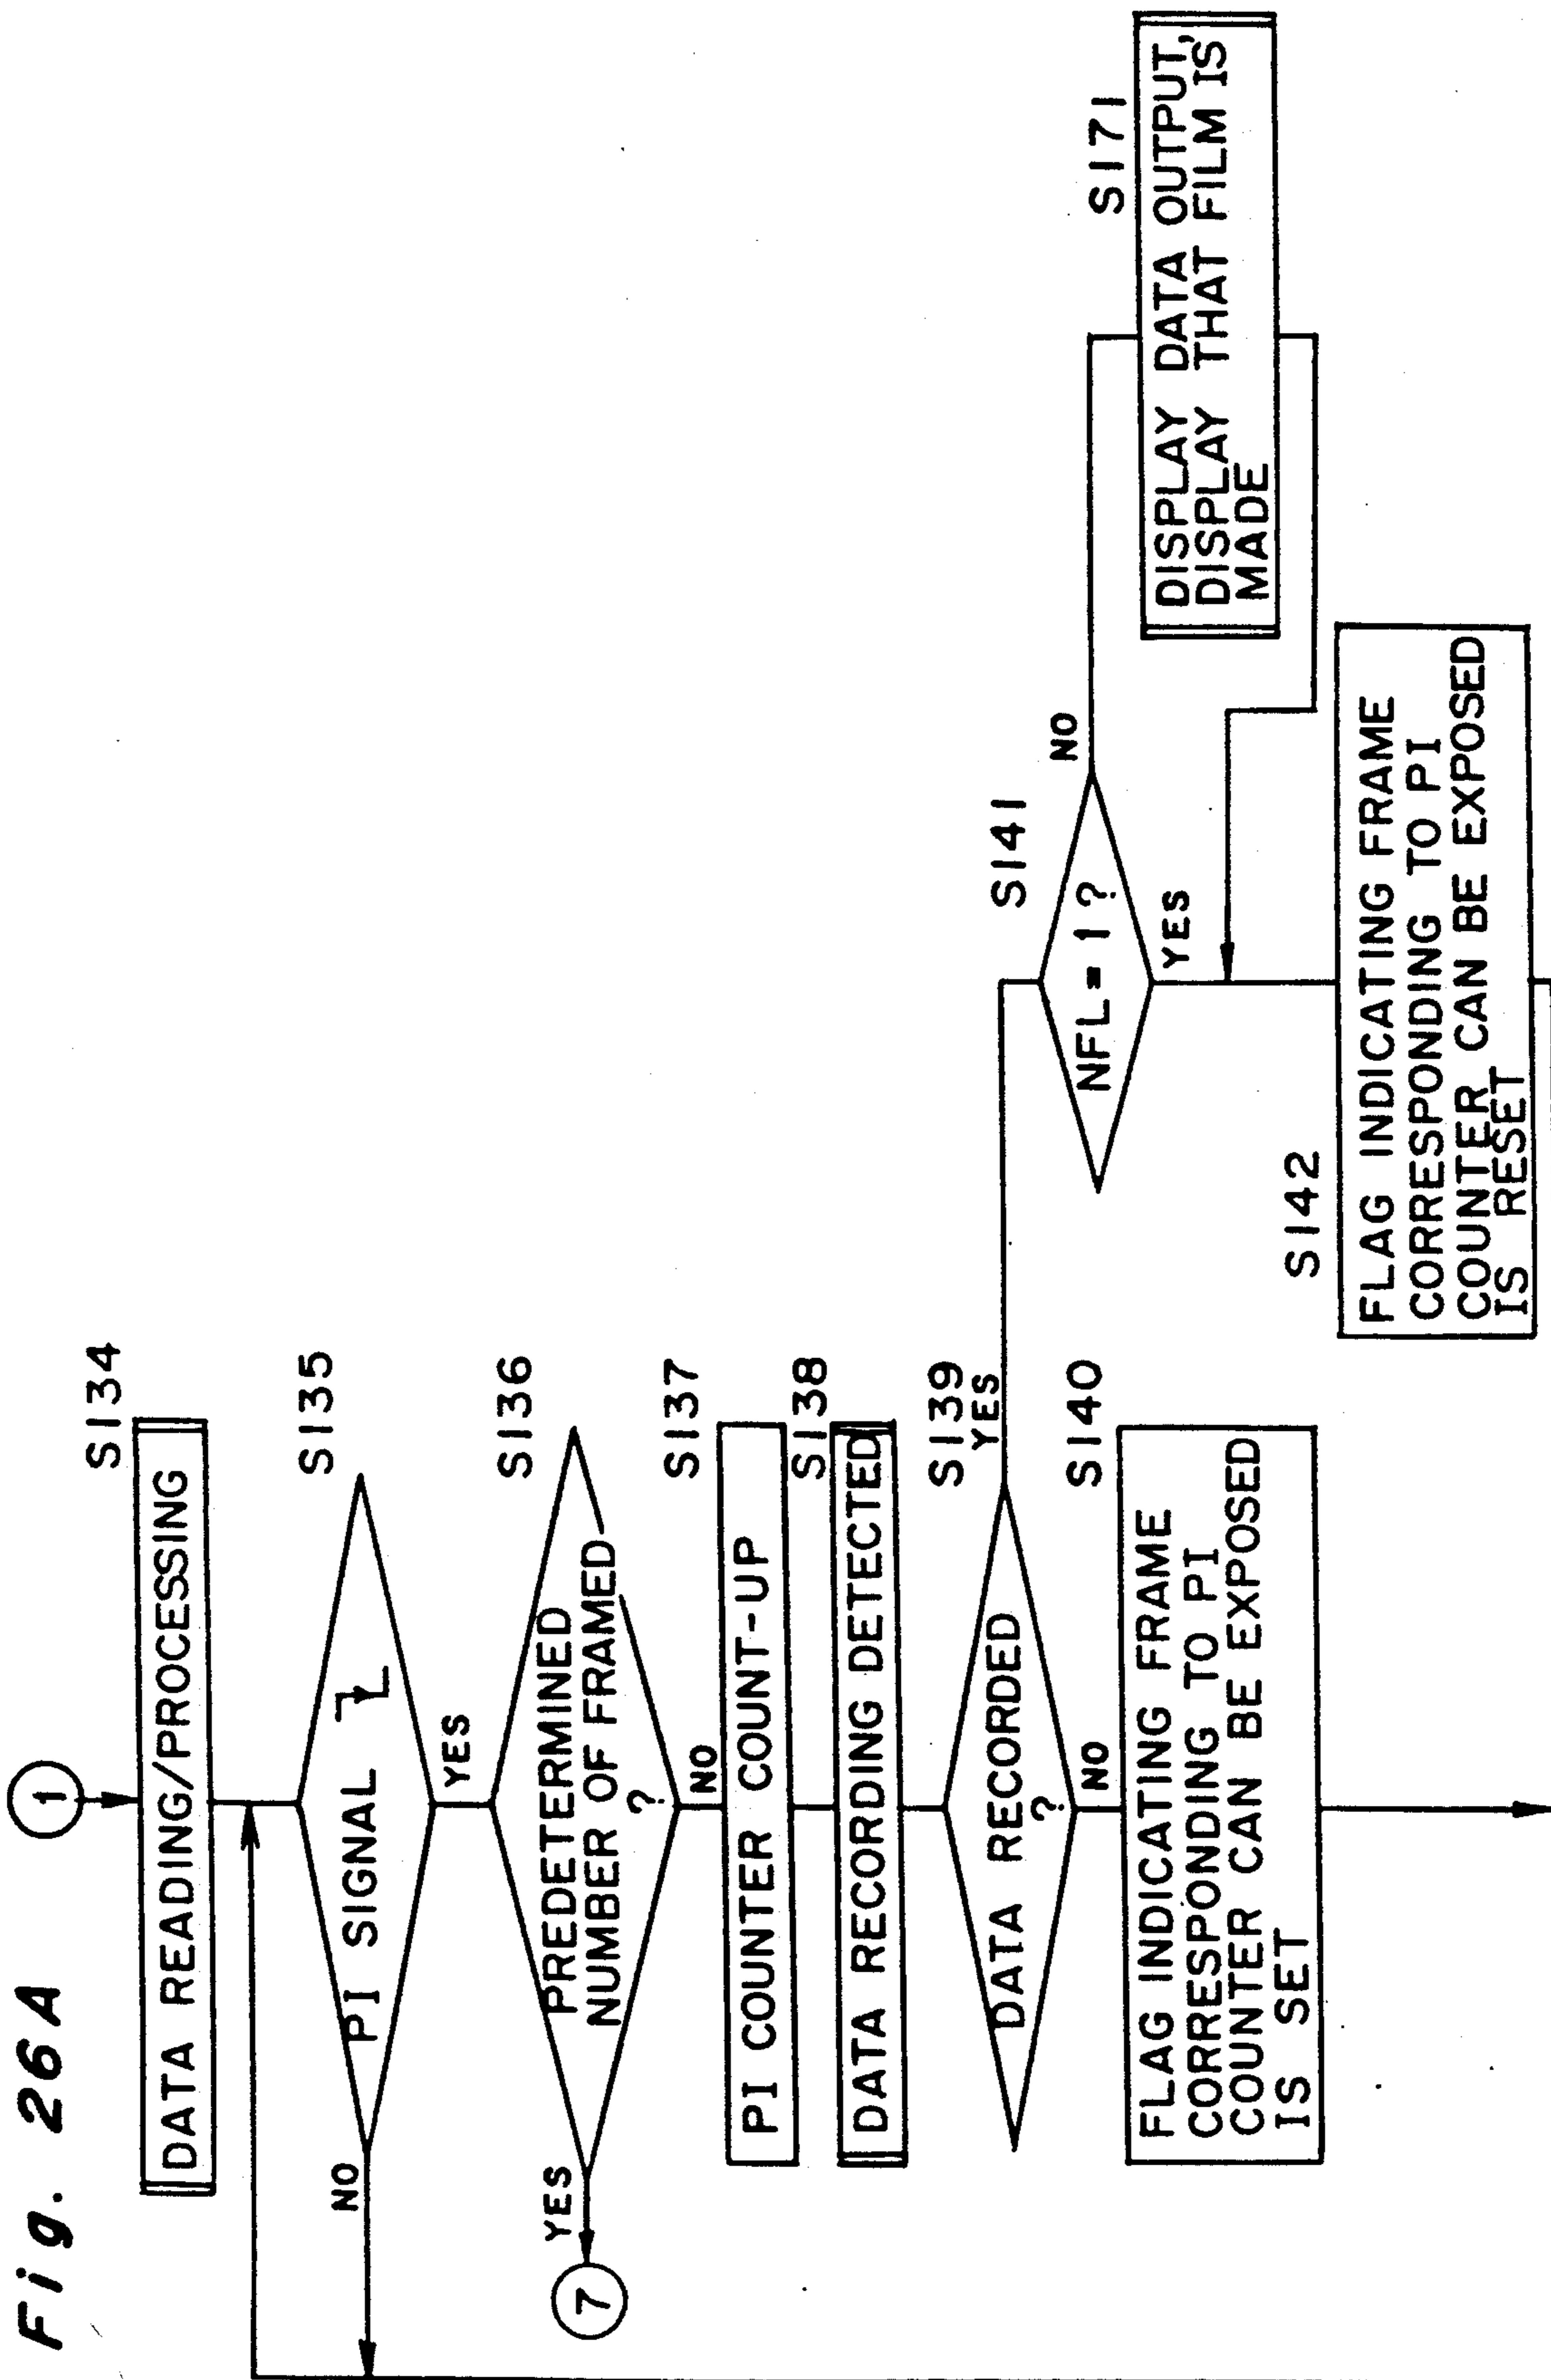 Fig. 26A
1
S134
DATA READING/PROCESSING
S135
PI SIGNAL
NO
YES
S136
PREDETERMINED
NUMBER OF FRAMED
?
YES
7
NO
S137
PI COUNTER COUNT-UP
S138
DATA RECORDING DETECTED
S139
YES
DATA RECORDED
?
NO
S140
FLAG INDICATING FRAME
CORRESPONDING TO PI
COUNTER CAN BE EXPOSED
IS SET
S141
NFL = 1 ?
NO
YES
S171
DISPLAY DATA OUTPUT,
DISPLAY THAT FILM IS
MADE
S142
FLAG INDICATING FRAME
CORRESPONDING TO PI
COUNTER CAN BE EXPOSED
IS RESET